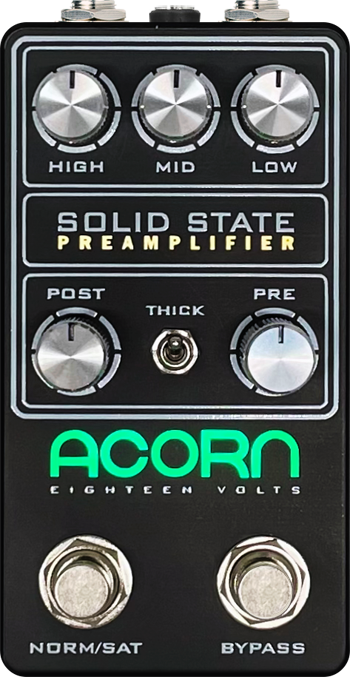 HIGH MID LOW
SOLID STATE
PREAMPLIFIER
POST THICK PRE
ACORN
EIGHTEEN VOLTS
NORM/SAT BYPASS